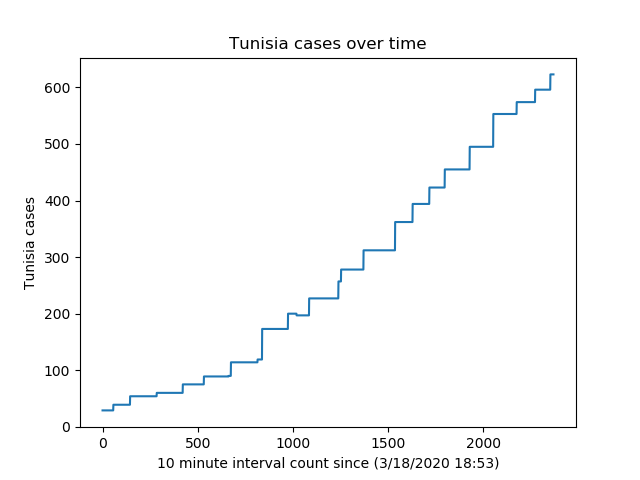 Tunisia cases over time
600
500
400
300
200
100
0
Tunisia cases
0 500 1000 1500 2000
10 minute interval count since (3/18/2020 18:53)